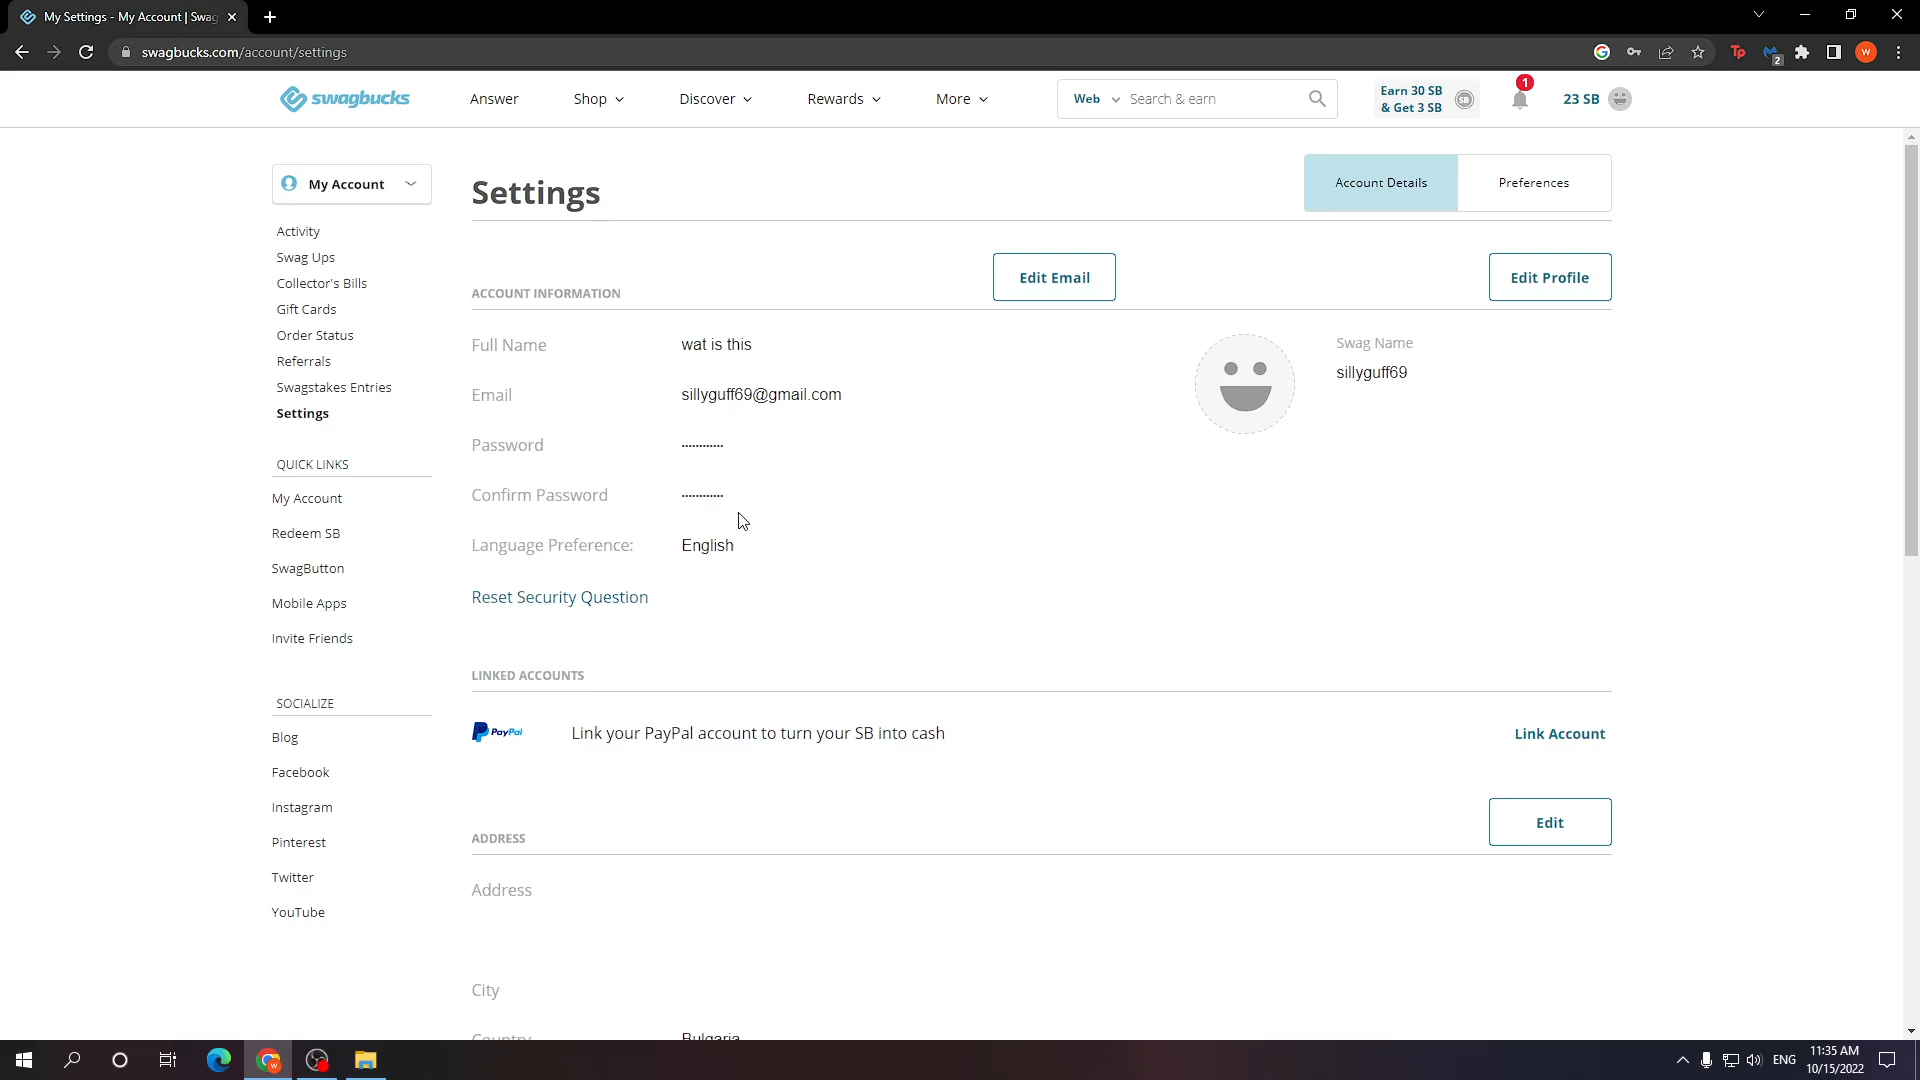 My Settings - My Account | Swag
swagbucks.com/account/settings
Tp
2
W
swagbucks
Answer
Shop
Discover
Rewards
More
Web
Search & earn
Earn 30 SB
& Get 3 SB
SB
1
23 SB
My Account
Activity
Swag Ups
Collector's Bills
Gift Cards
Order Status
Referrals
Swagstakes Entries
Settings
QUICK LINKS
My Account
Redeem SB
SwagButton
Mobile Apps
Invite Friends
SOCIALIZE
Blog
Facebook
Instagram
Pinterest
Twitter
YouTube
Settings
Account Details
Preferences
ACCOUNT INFORMATION
Edit Email
Edit Profile
Full Name
wat is this
Email
sillyguff69@gmail.com
Password
············
Confirm Password
············
Language Preference:
English
Reset Security Question
Swag Name
sillyguff69
LINKED ACCOUNTS
PayPal
Link your PayPal account to turn your SB into cash
Link Account
ADDRESS
Edit
Address
City
Country
Bulgaria
ENG
11:35 AM
10/15/2022